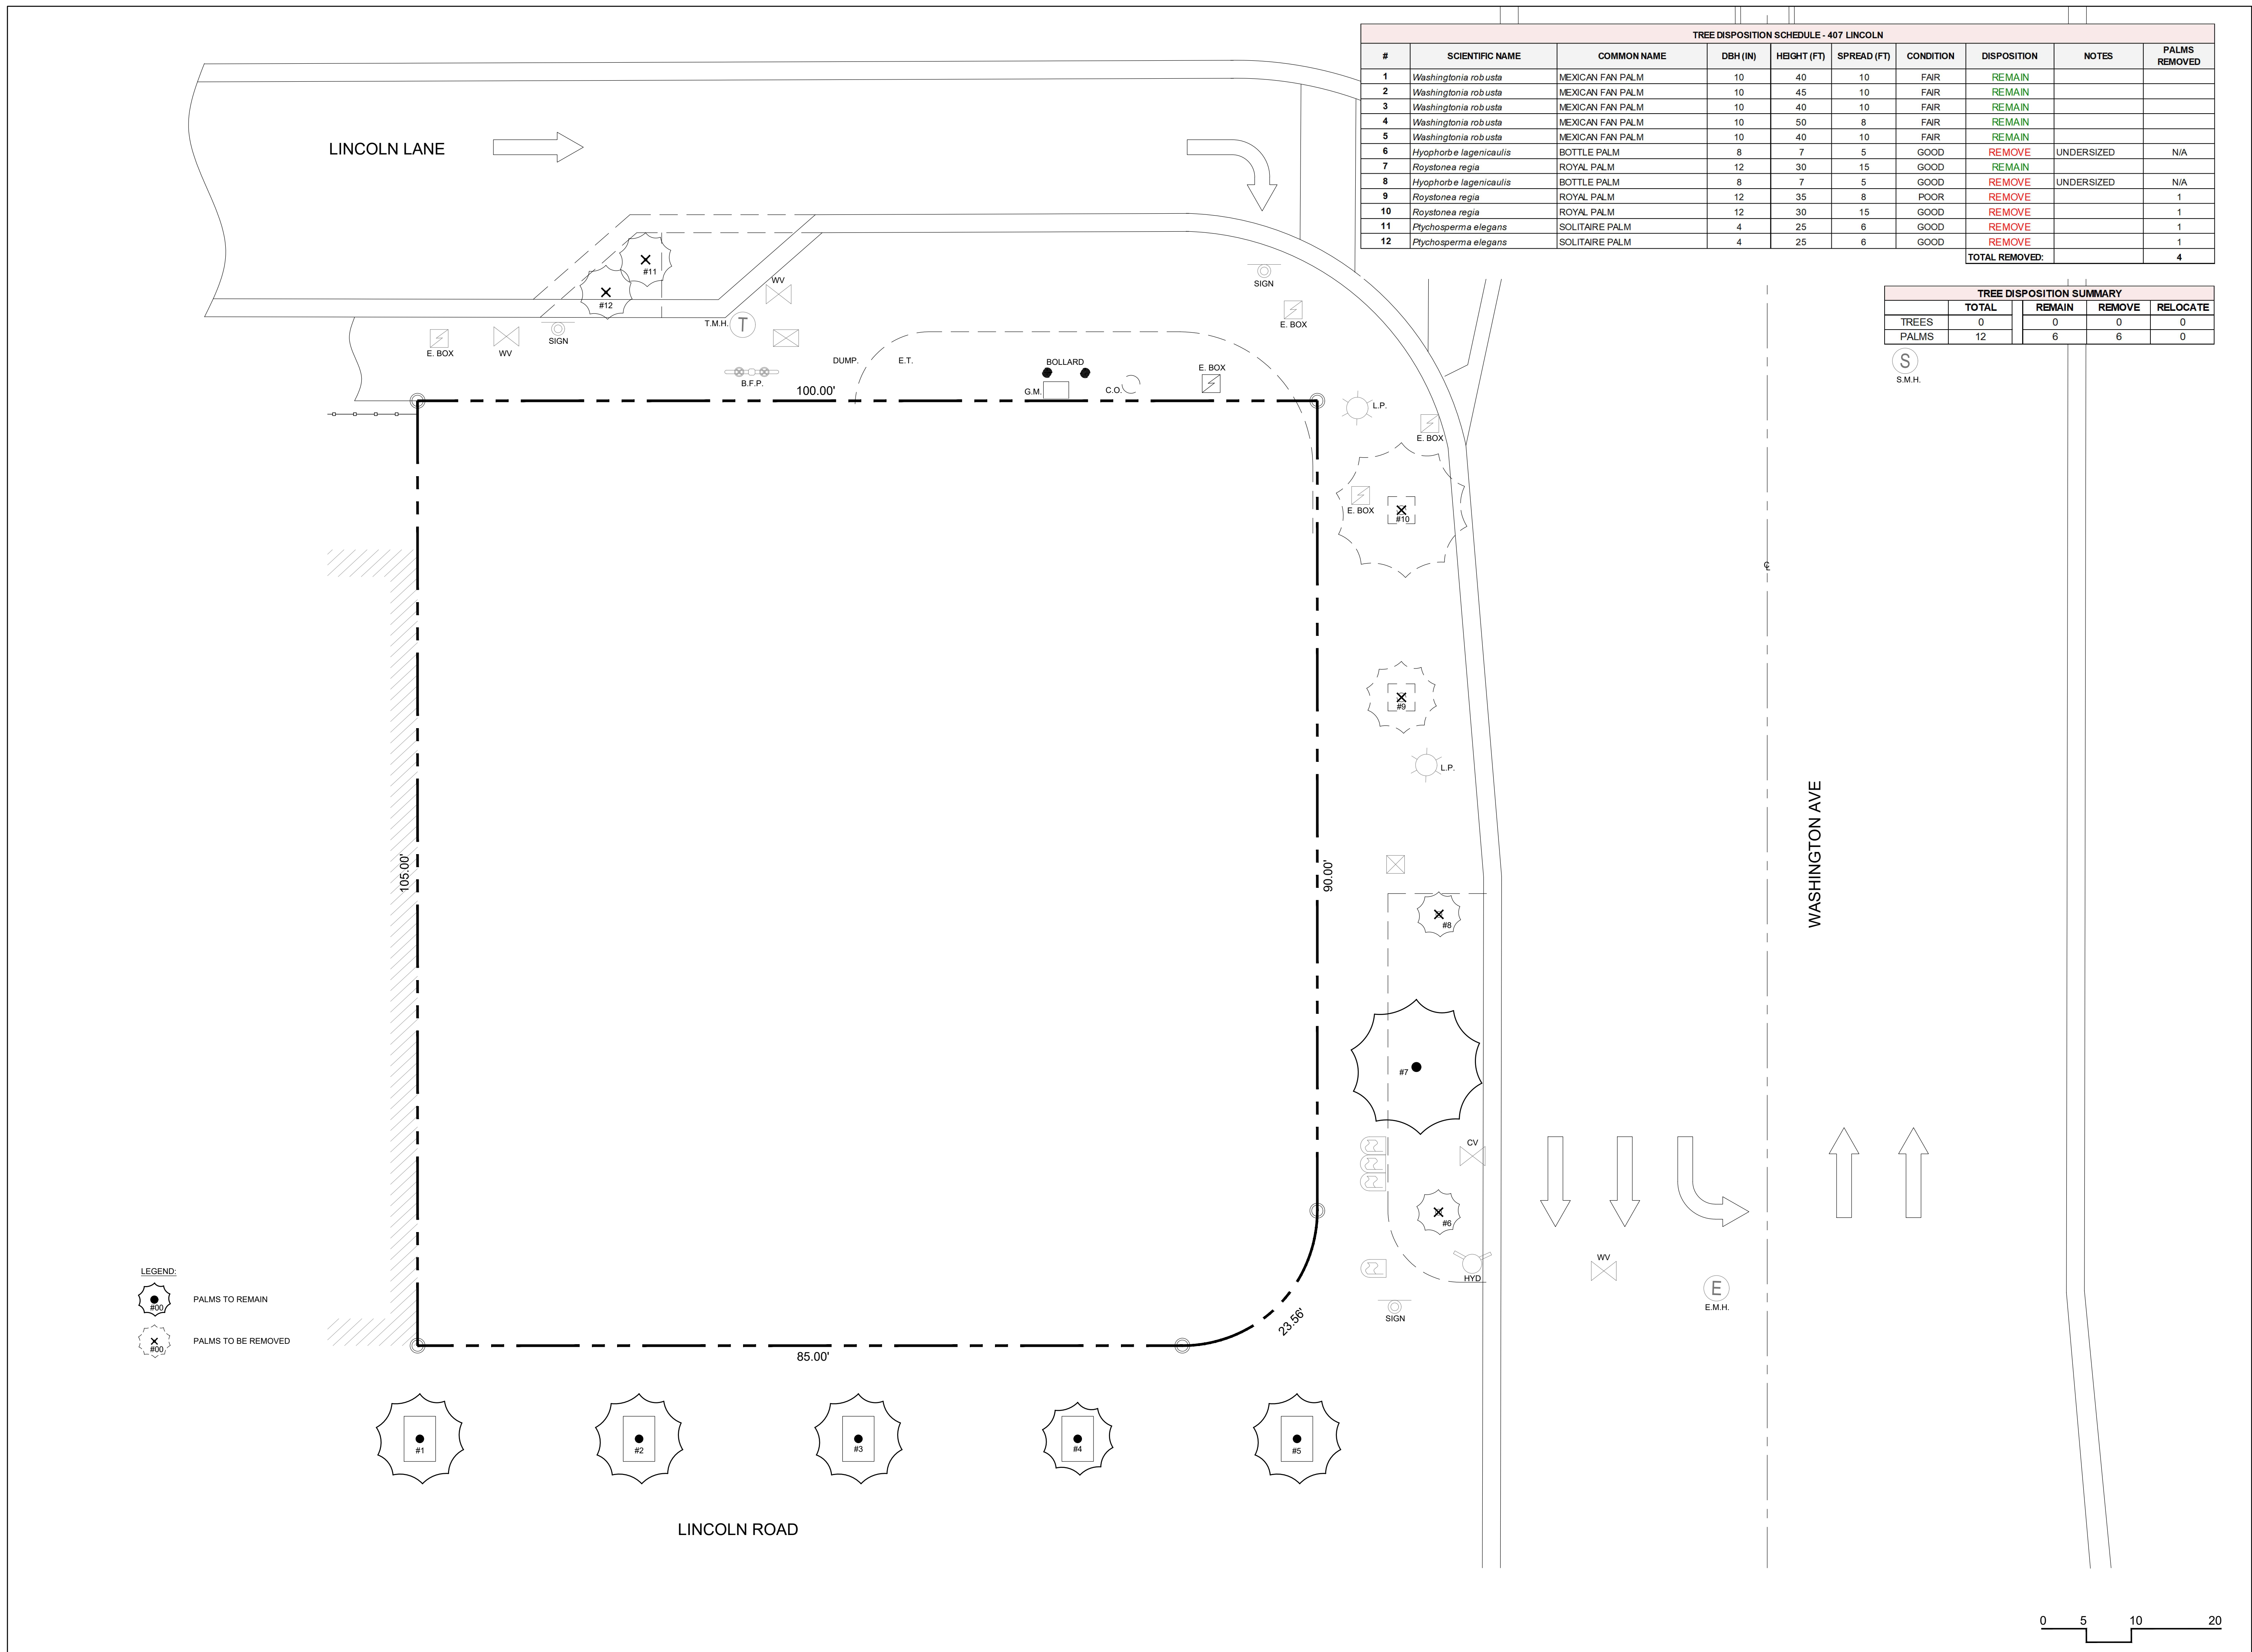 TREE DISPOSITION SCHEDULE - 407 LINCOLN
# SCIENTIFIC NAME COMMON NAME DBH (IN) HEIGHT (FT) SPREAD (FT) CONDITION DISPOSITION NOTES PALMS REMOVED
1 Washingtonia robusta MEXICAN FAN PALM 10 40 10 FAIR REMAIN
2 Washingtonia robusta MEXICAN FAN PALM 10 45 10 FAIR REMAIN
3 Washingtonia robusta MEXICAN FAN PALM 10 40 10 FAIR REMAIN
4 Washingtonia robusta MEXICAN FAN PALM 10 50 8 FAIR REMAIN
5 Washingtonia robusta MEXICAN FAN PALM 10 40 10 FAIR REMAIN
6 Hyophorbe lagenicaulis BOTTLE PALM 8 7 5 GOOD REMOVE UNDERSIZED N/A
7 Roystonea regia ROYAL PALM 12 30 15 GOOD REMAIN
8 Hyophorbe lagenicaulis BOTTLE PALM 8 7 5 GOOD REMOVE UNDERSIZED N/A
9 Roystonea regia ROYAL PALM 12 35 8 POOR REMOVE 1
10 Roystonea regia ROYAL PALM 12 30 15 GOOD REMOVE 1
11 Ptychosperma elegans SOLITAIRE PALM 4 25 6 GOOD REMOVE 1
12 Ptychosperma elegans SOLITAIRE PALM 4 25 6 GOOD REMOVE 1
TOTAL REMOVED: 4
TREE DISPOSITION SUMMARY
TOTAL REMAIN REMOVE RELOCATE
TREES 0 0 0 0
PALMS 12 6 6 0
S
S.M.H.
LINCOLN LANE
#11
#12
WV
SIGN
T.M.H. T
E. BOX
WV
SIGN
E. BOX
DUMP.
E.T.
BOLLARD
B.F.P.
G.M.
C.O.
E. BOX
100.00'
L.P.
E. BOX
E. BOX
#10
℄
#9
L.P.
105.00'
90.00'
WASHINGTON AVE
#8
#7
CV
#6
HYD
SIGN
WV
E
E.M.H.
23.56'
85.00'
LEGEND:
#00 PALMS TO REMAIN
#00 PALMS TO BE REMOVED
#1
#2
#3
#4
#5
LINCOLN ROAD
0 5 10 20